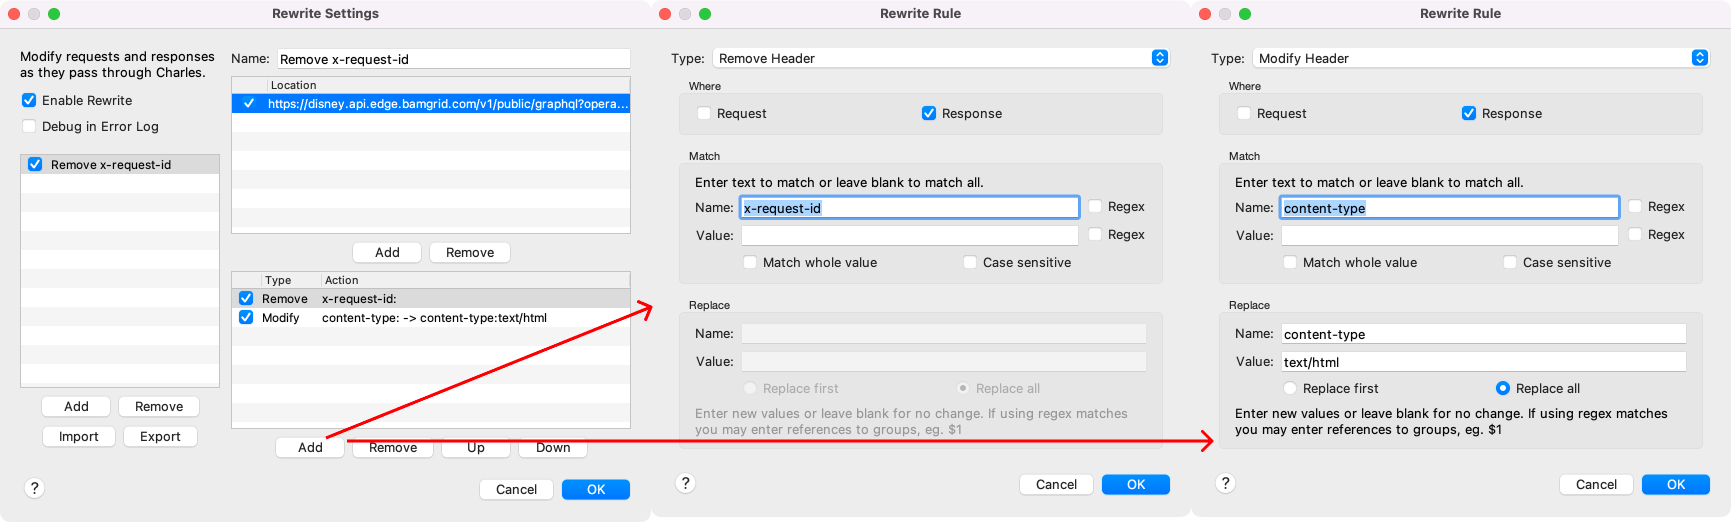 Rewrite Settings
Modify requests and responses
as they pass through Charles.
Enable Rewrite
Debug in Error Log
Remove x-request-id
Add Remove
Import Export
Name: Remove x-request-id
Location
https://disney.api.edge.bamgrid.com/v1/public/graphql?opera...
Add Remove
Type Action
Remove x-request-id:
Modify content-type: -> content-type:text/html
Add Remove Up Down
? Cancel OK
Rewrite Rule
Type: Remove Header
Where
Request Response
Match
Enter text to match or leave blank to match all.
Name: x-request-id Regex
Value: Regex
Match whole value Case sensitive
Replace
Name:
Value:
Replace first Replace all
Enter new values or leave blank for no change. If using regex matches
you may enter references to groups, eg. $1
? Cancel OK
Rewrite Rule
Type: Modify Header
Where
Request Response
Match
Enter text to match or leave blank to match all.
Name: content-type Regex
Value: Regex
Match whole value Case sensitive
Replace
Name: content-type
Value: text/html
Replace first Replace all
Enter new values or leave blank for no change. If using regex matches
you may enter references to groups, eg. $1
? Cancel OK